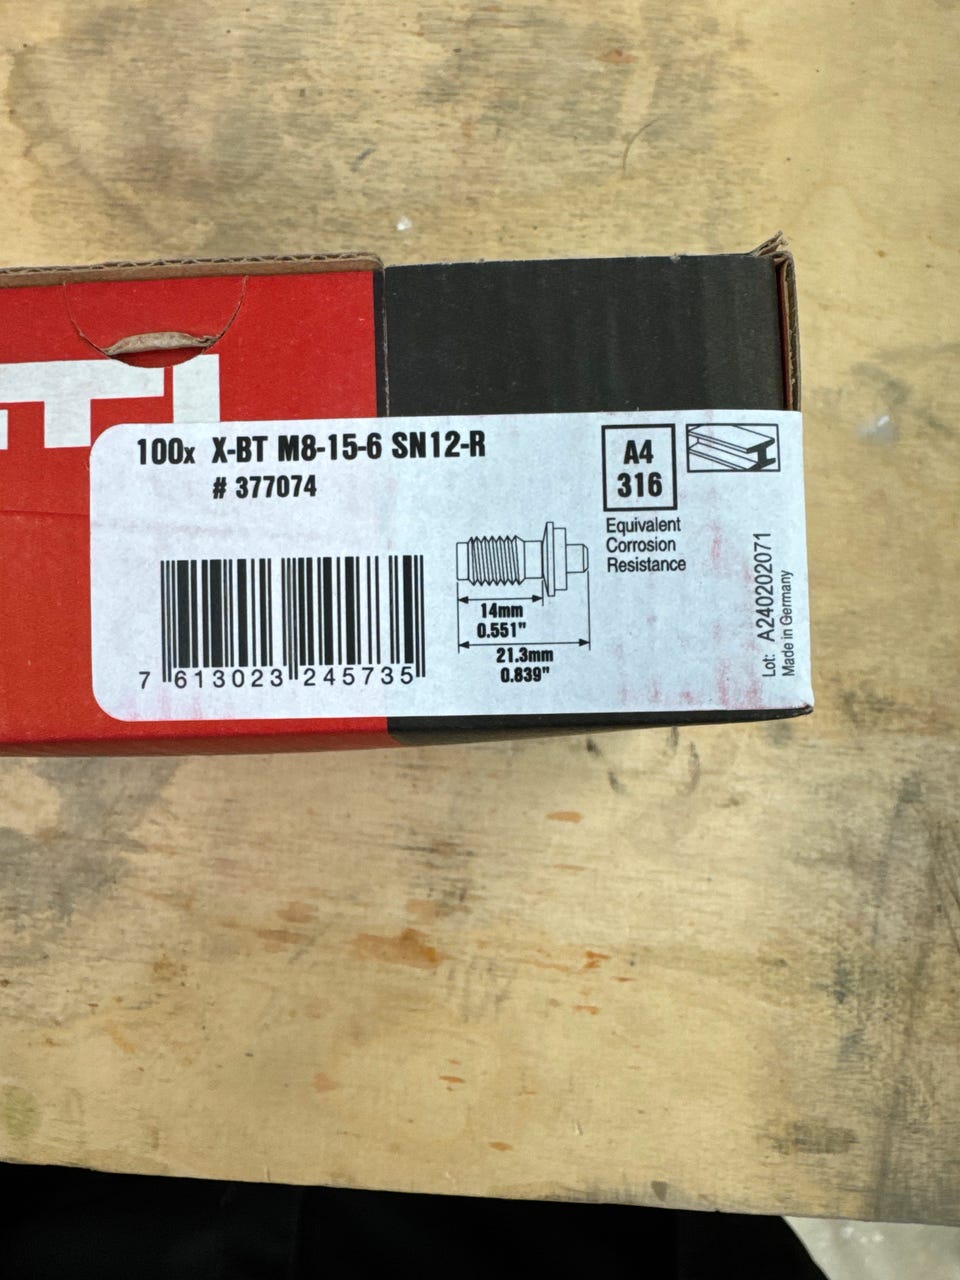 100x X-BT M8-15-6 SN12-R
# 377074
A4
316
Equivalent
Corrosion
Resistance
14mm
0.551"
21.3mm
0.839"
7 613023 245735
Lot: A240202071
Made in Germany